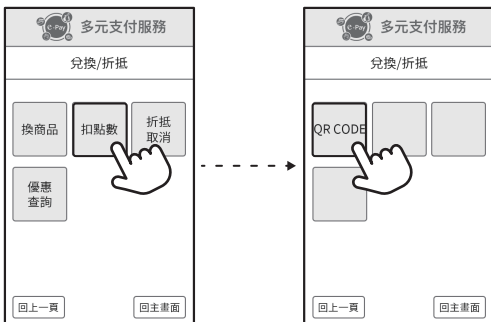 e-Pay 多元支付服務
兌換/折抵
換商品
扣點數
折抵
取消
優惠
查詢
回上一頁
回主畫面
e-Pay 多元支付服務
兌換/折抵
QR CODE
回上一頁
回主畫面